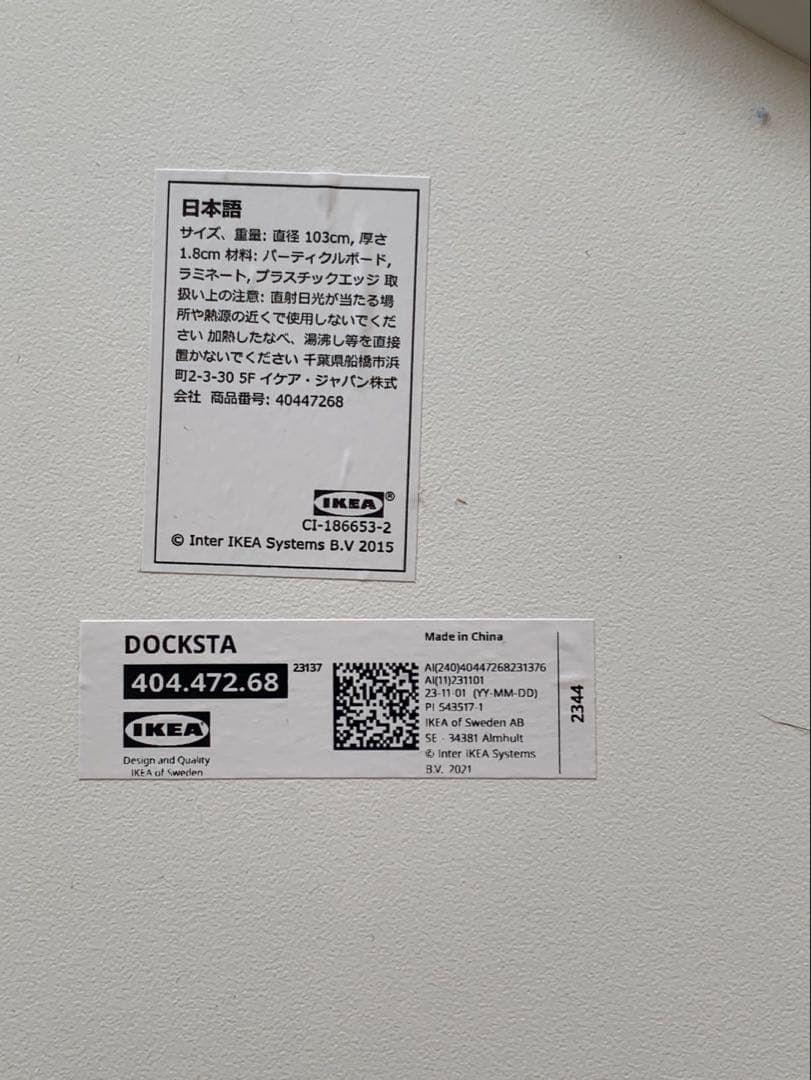 日本語
サイズ、重量: 直径 103cm, 厚さ
1.8cm 材料: パーティクルボード,
ラミネート, プラスチックエッジ 取
扱い上の注意: 直射日光が当たる場
所や熱源の近くで使用しないでくだ
さい 加熱したなべ、湯沸し等を直接
置かないでください 千葉県船橋市浜
町2-3-30 5F イケア・ジャパン株式
会社 商品番号: 40447268
IKEA®
CI-186653-2
© Inter IKEA Systems B.V 2015
DOCKSTA
404.472.68
23137
IKEA
Design and Quality
IKEA of Sweden
Made in China
AI(240)40447268231376
AI(11)231101
23-11-01 (YY-MM-DD)
PI 543517-1
IKEA of Sweden AB
SE - 34381 Älmhult
© Inter IKEA Systems
B.V. 2021
2344